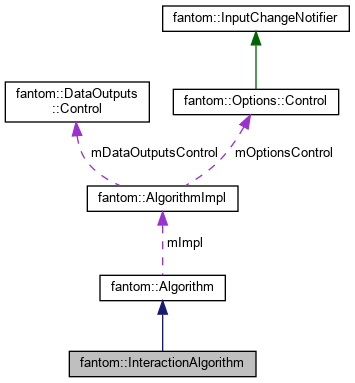 fantom::InputChangeNotifier
fantom::DataOutputs
::Control
fantom::Options::Control
mDataOutputsControl
mOptionsControl
fantom::AlgorithmImpl
mImpl
fantom::Algorithm
fantom::InteractionAlgorithm